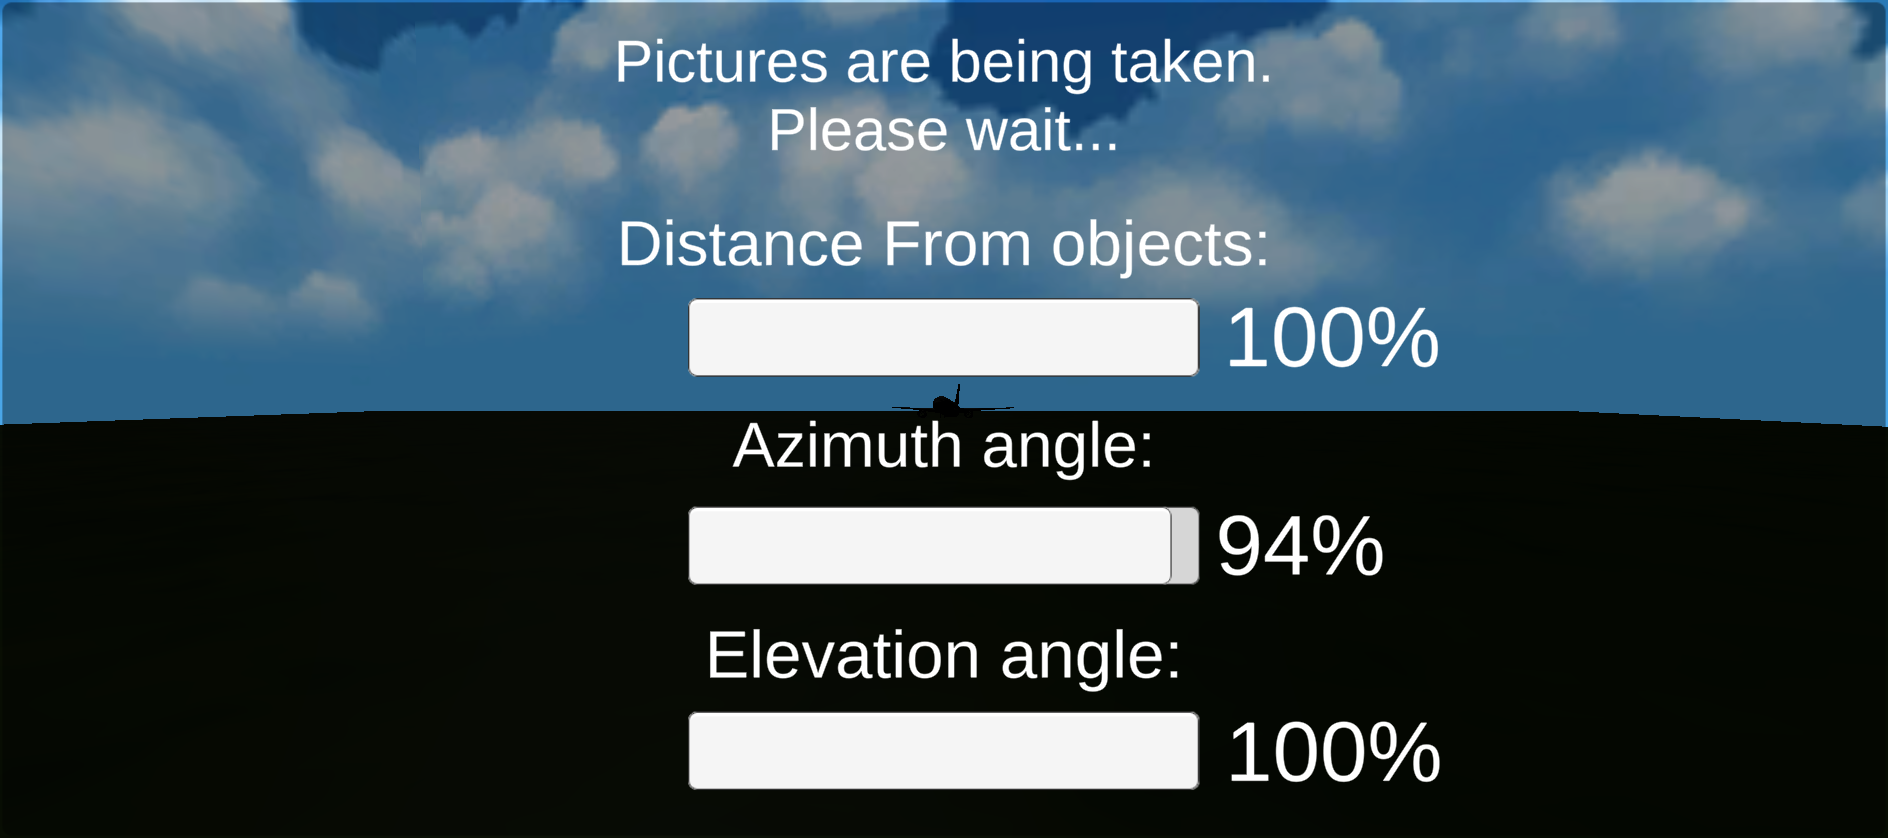 Pictures are being taken.
Please wait...
Distance From objects:
100%
Azimuth angle:
94%
Elevation angle:
100%